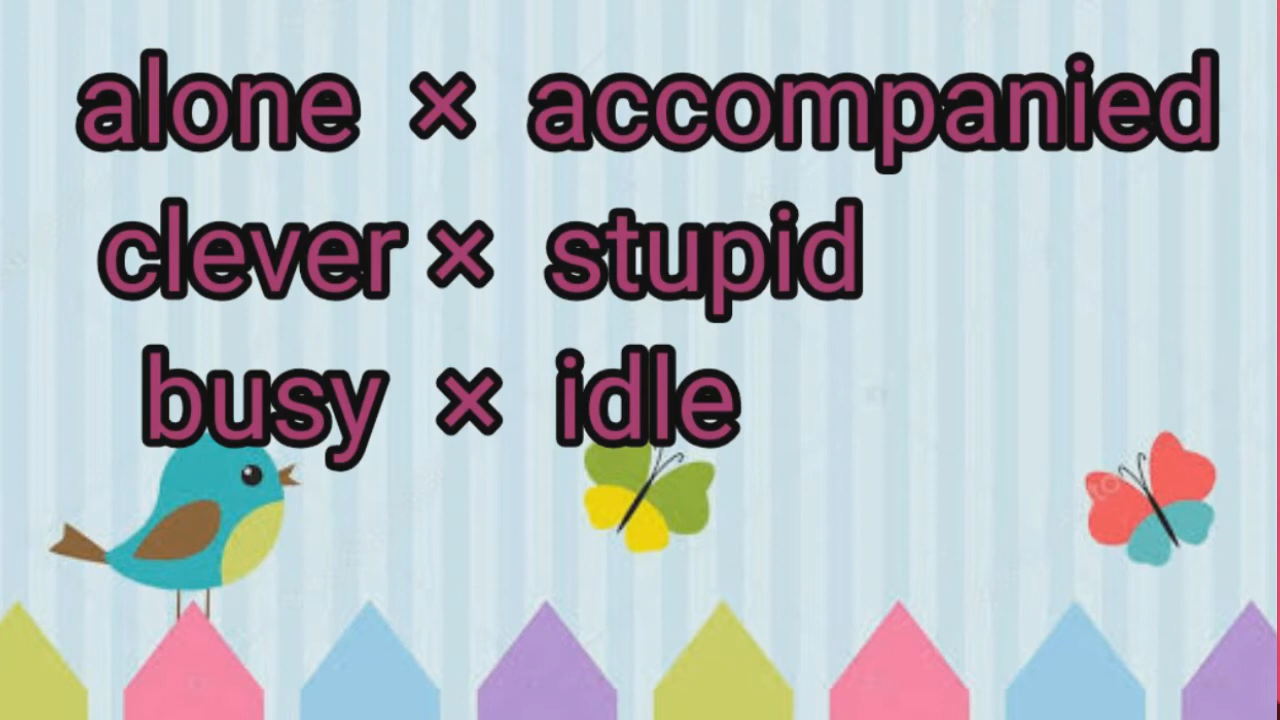 alone × accompanied
clever × stupid
busy × idle